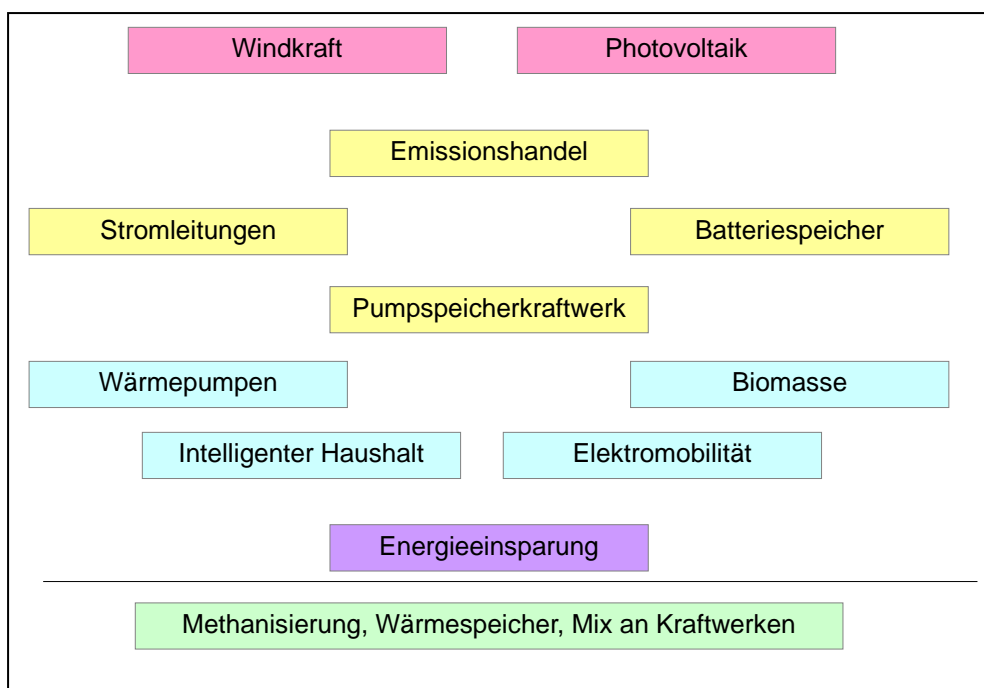 Windkraft
Photovoltaik
Emissionshandel
Stromleitungen
Batteriespeicher
Pumpspeicherkraftwerk
Wärmepumpen
Biomasse
Intelligenter Haushalt
Elektromobilität
Energieeinsparung
Methanisierung, Wärmespeicher, Mix an Kraftwerken